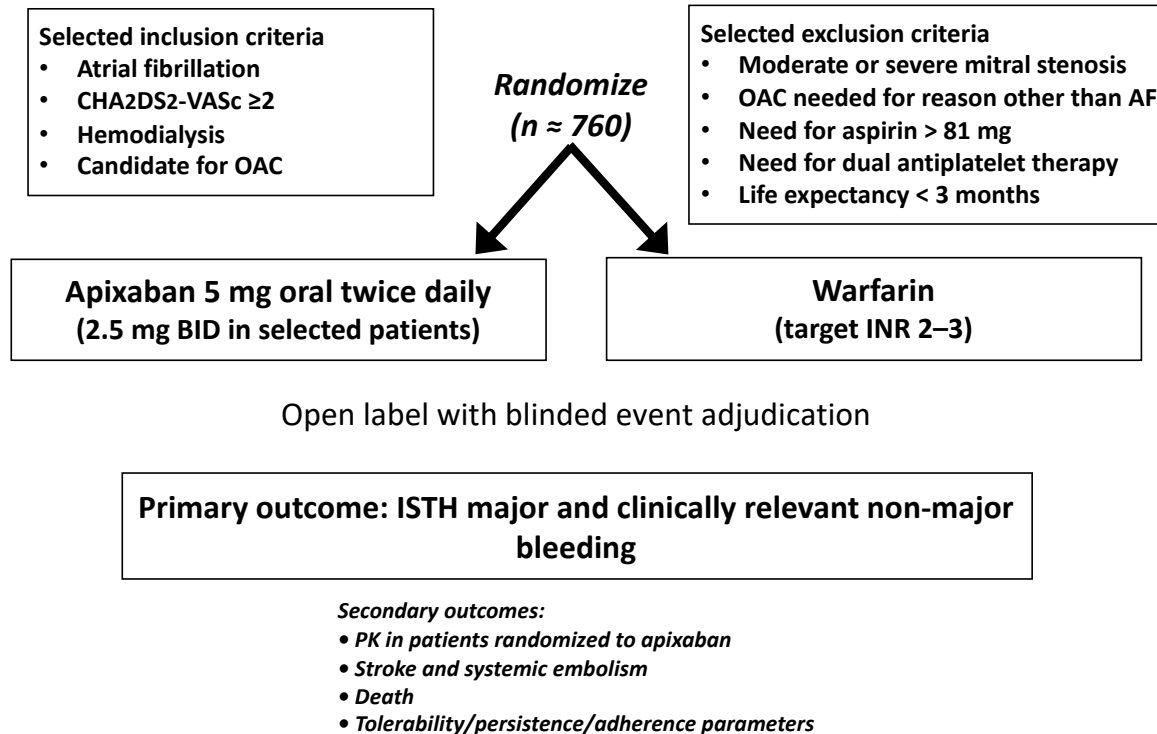 Selected inclusion criteria
• Atrial fibrillation
• CHA2DS2-VASc ≥2
• Hemodialysis
• Candidate for OAC
Randomize
(n ≈ 760)
Selected exclusion criteria
• Moderate or severe mitral stenosis
• OAC needed for reason other than AF
• Need for aspirin > 81 mg
• Need for dual antiplatelet therapy
• Life expectancy < 3 months
Apixaban 5 mg oral twice daily
(2.5 mg BID in selected patients)
Warfarin
(target INR 2–3)
Open label with blinded event adjudication
Primary outcome: ISTH major and clinically relevant non-major
bleeding
Secondary outcomes:
• PK in patients randomized to apixaban
• Stroke and systemic embolism
• Death
• Tolerability/persistence/adherence parameters